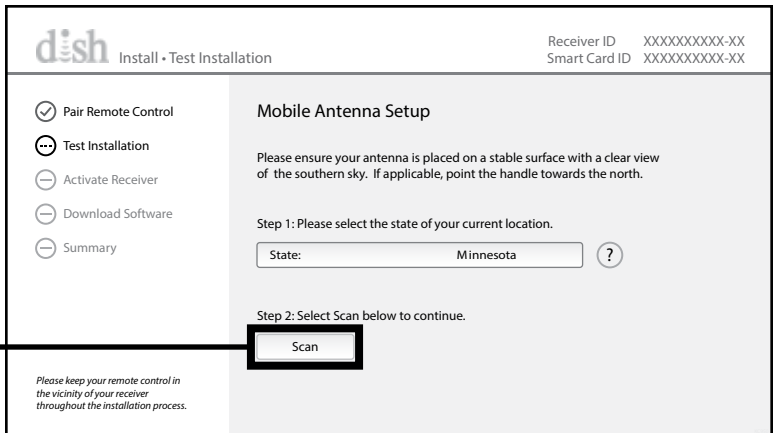 dish Install • Test Installation
Receiver ID XXXXXXXXXX-XX
Smart Card ID XXXXXXXXXX-XX
Pair Remote Control
Test Installation
Activate Receiver
Download Software
Summary
Please keep your remote control in
the vicinity of your receiver
throughout the installation process.
Mobile Antenna Setup
Please ensure your antenna is placed on a stable surface with a clear view
of the southern sky. If applicable, point the handle towards the north.
Step 1: Please select the state of your current location.
State: Minnesota ?
Step 2: Select Scan below to continue.
Scan